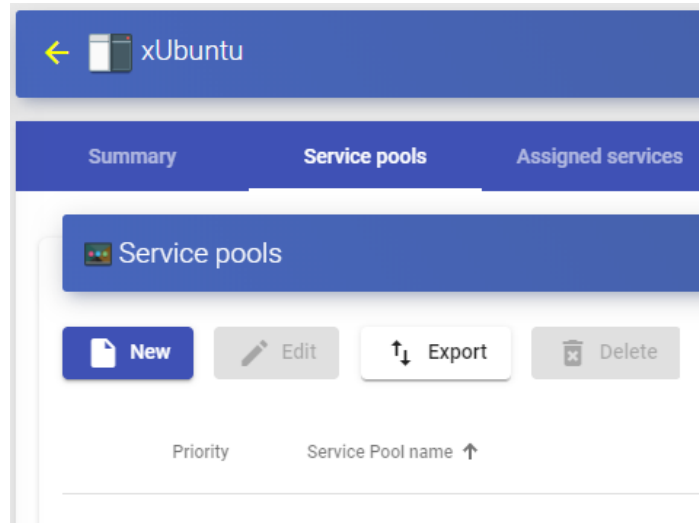 xUbuntu
Summary Service pools Assigned services
Service pools
New Edit Export Delete
Priority Service Pool name